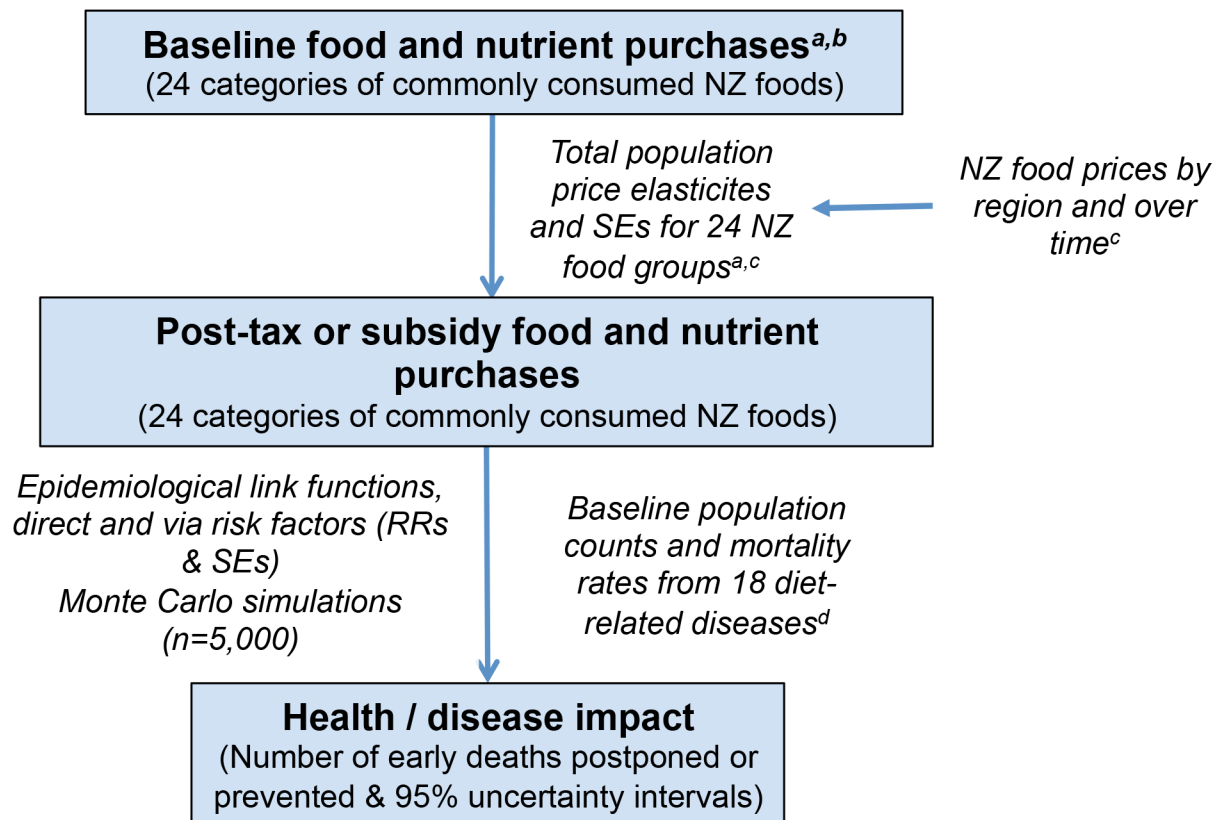 Baseline food and nutrient purchasesa,b
(24 categories of commonly consumed NZ foods)
Total population
price elasticites
and SEs for 24 NZ
food groupsa,c
NZ food prices by
region and over
timec
Post-tax or subsidy food and nutrient
purchases
(24 categories of commonly consumed NZ foods)
Epidemiological link functions,
direct and via risk factors (RRs
& SEs)
Monte Carlo simulations
(n=5,000)
Baseline population
counts and mortality
rates from 18 diet-
related diseasesd
Health / disease impact
(Number of early deaths postponed or
prevented & 95% uncertainty intervals)